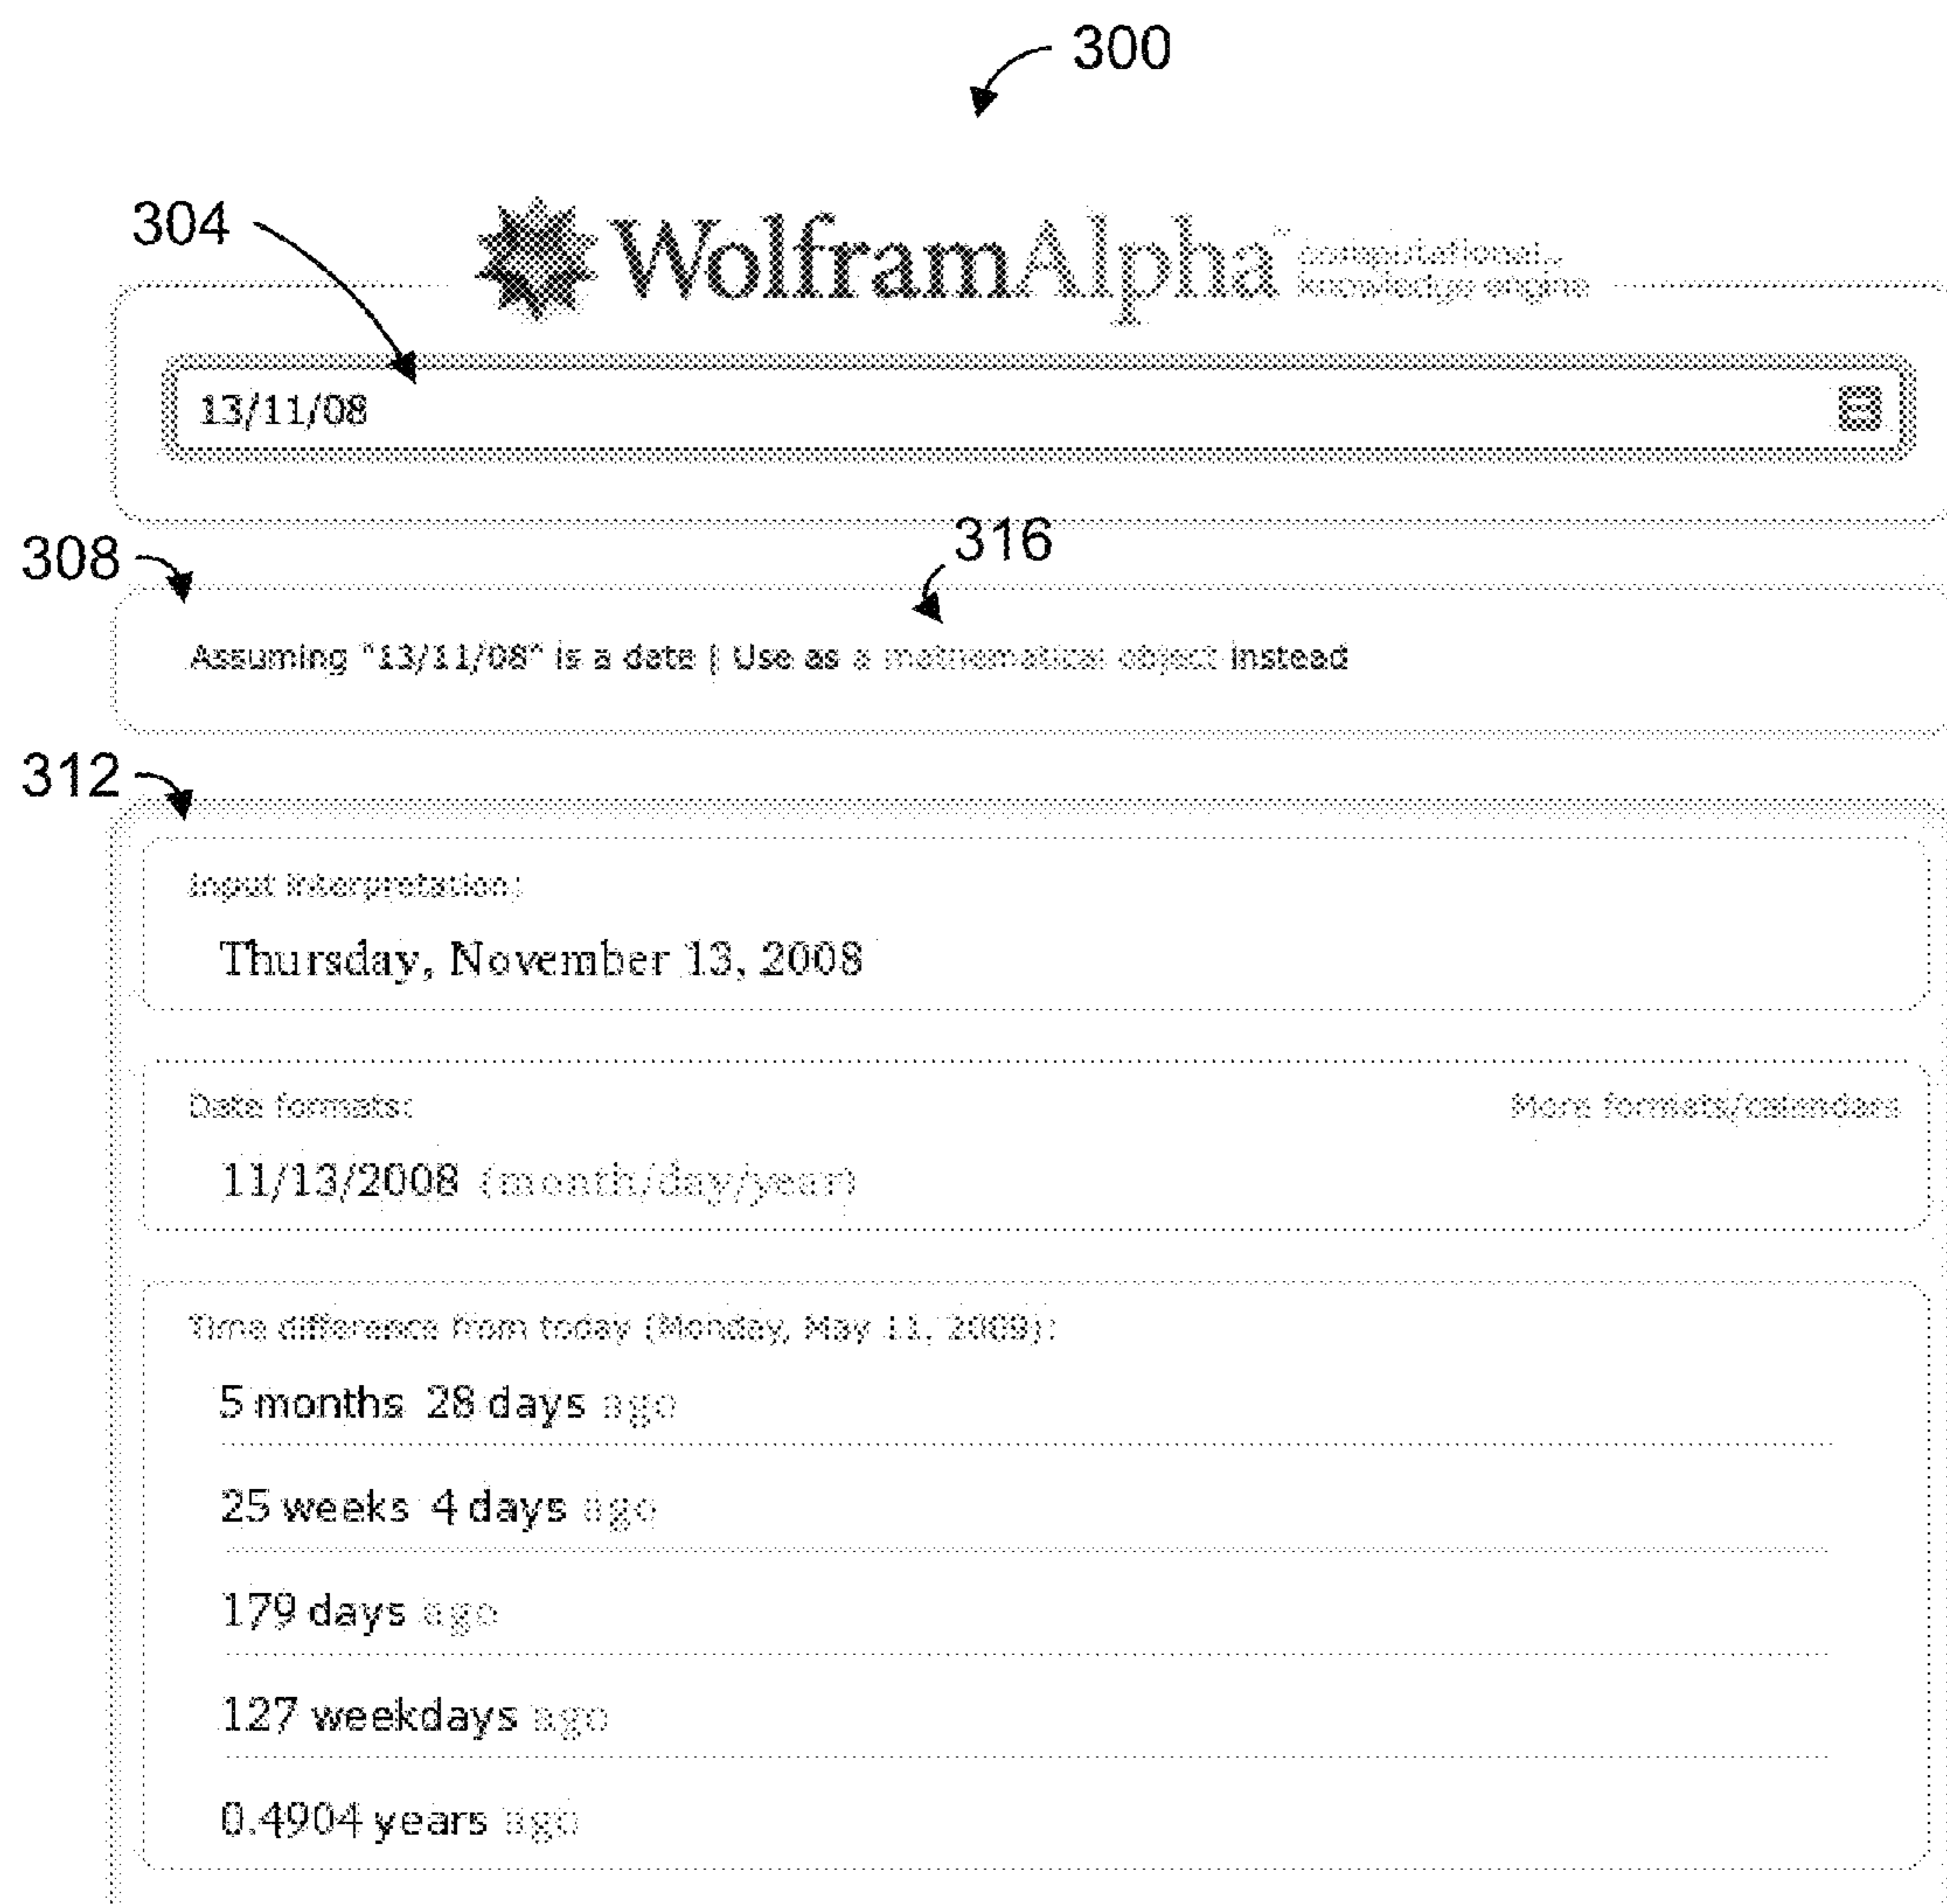 300
304
WolframAlpha™ computational..
knowledge engine
13/11/08
308
316
Assuming "13/11/08" is a date | Use as a mathematical object instead
312
Input interpretation:
Thursday, November 13, 2008
Date formats:
More formats/calendars
11/13/2008 (month/day/year)
Time difference from today (Monday, May 11, 2009):
5 months 28 days ago
25 weeks 4 days ago
179 days ago
127 weekdays ago
0.4904 years ago